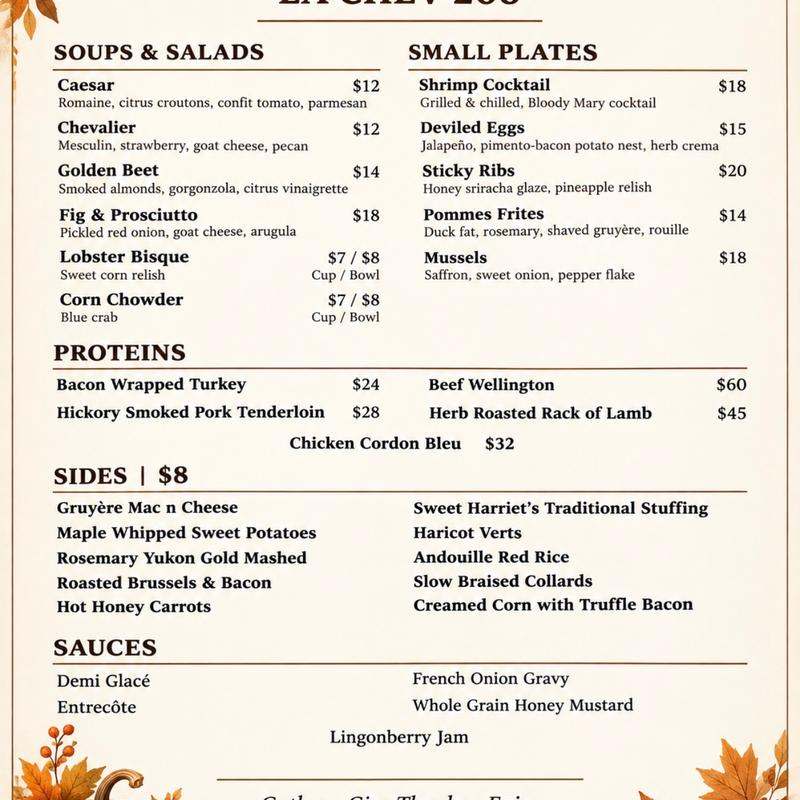 SOUPS & SALADS
Caesar $12
Romaine, citrus croutons, confit tomato, parmesan
Chevalier $12
Mesculin, strawberry, goat cheese, pecan
Golden Beet $14
Smoked almonds, gorgonzola, citrus vinaigrette
Fig & Prosciutto $18
Pickled red onion, goat cheese, arugula
Lobster Bisque $7 / $8
Sweet corn relish Cup / Bowl
Corn Chowder $7 / $8
Blue crab Cup / Bowl
SMALL PLATES
Shrimp Cocktail $18
Grilled & chilled, Bloody Mary cocktail
Deviled Eggs $15
Jalapeño, pimento-bacon potato nest, herb crema
Sticky Ribs $20
Honey sriracha glaze, pineapple relish
Pommes Frites $14
Duck fat, rosemary, shaved gruyère, rouille
Mussels $18
Saffron, sweet onion, pepper flake
PROTEINS
Bacon Wrapped Turkey $24
Hickory Smoked Pork Tenderloin $28
Beef Wellington $60
Herb Roasted Rack of Lamb $45
Chicken Cordon Bleu $32
SIDES | $8
Gruyère Mac n Cheese
Maple Whipped Sweet Potatoes
Rosemary Yukon Gold Mashed
Roasted Brussels & Bacon
Hot Honey Carrots
Sweet Harriet's Traditional Stuffing
Haricot Verts
Andouille Red Rice
Slow Braised Collards
Creamed Corn with Truffle Bacon
SAUCES
Demi Glacé
Entrecôte
French Onion Gravy
Whole Grain Honey Mustard
Lingonberry Jam